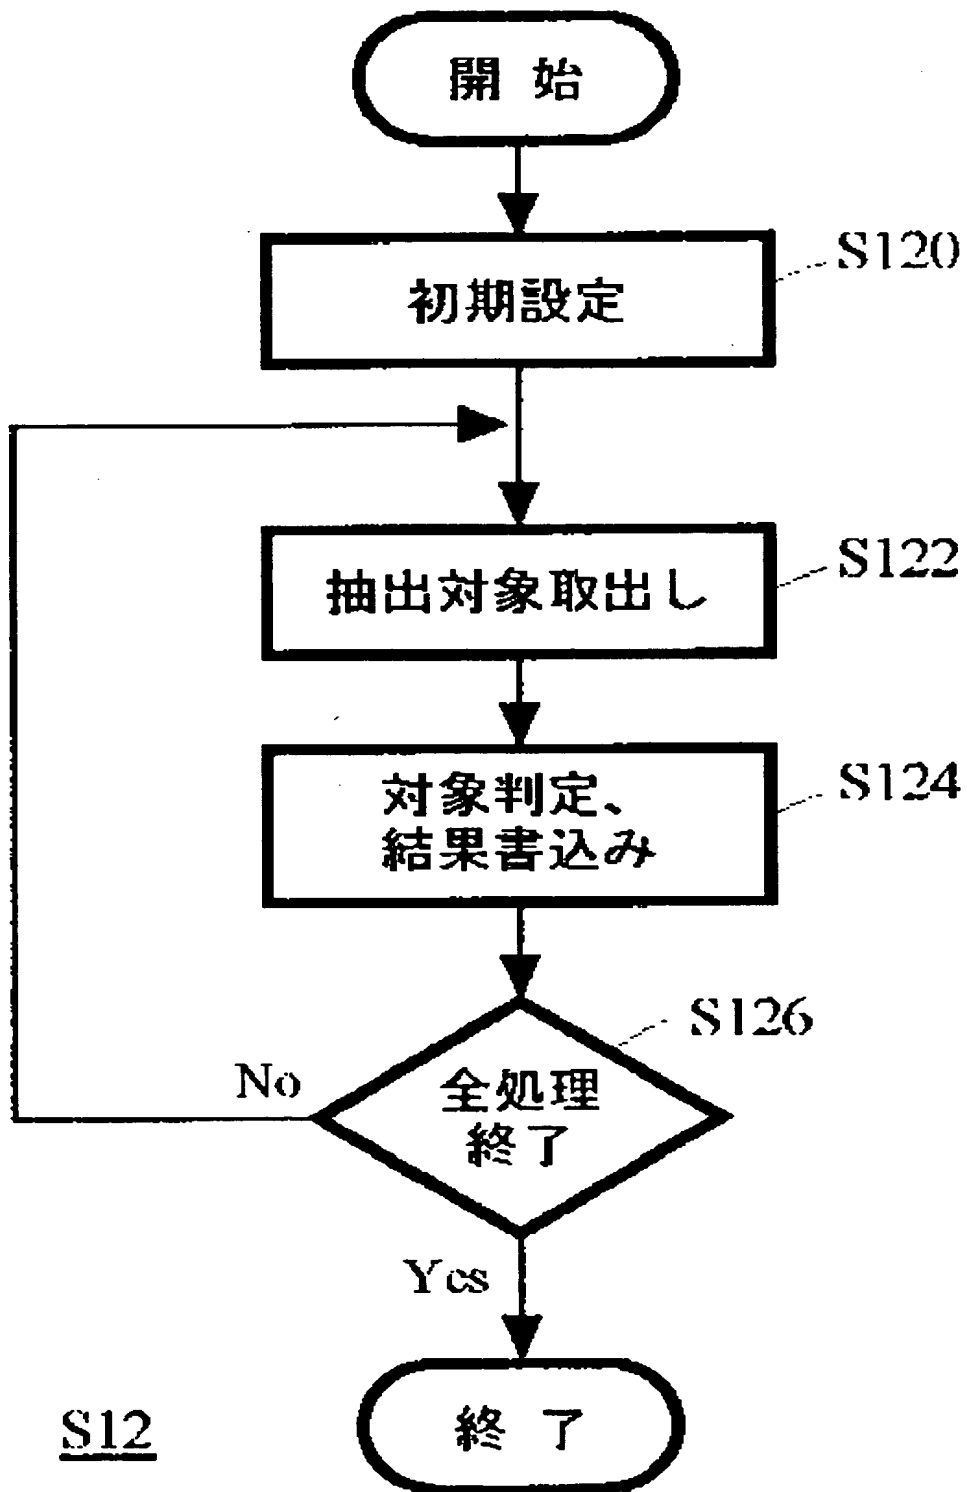 開始
S120
初期設定
S122
抽出対象取出し
S124
対象判定、
結果書込み
S126
No
全処理
終了
Yes
S12
終了